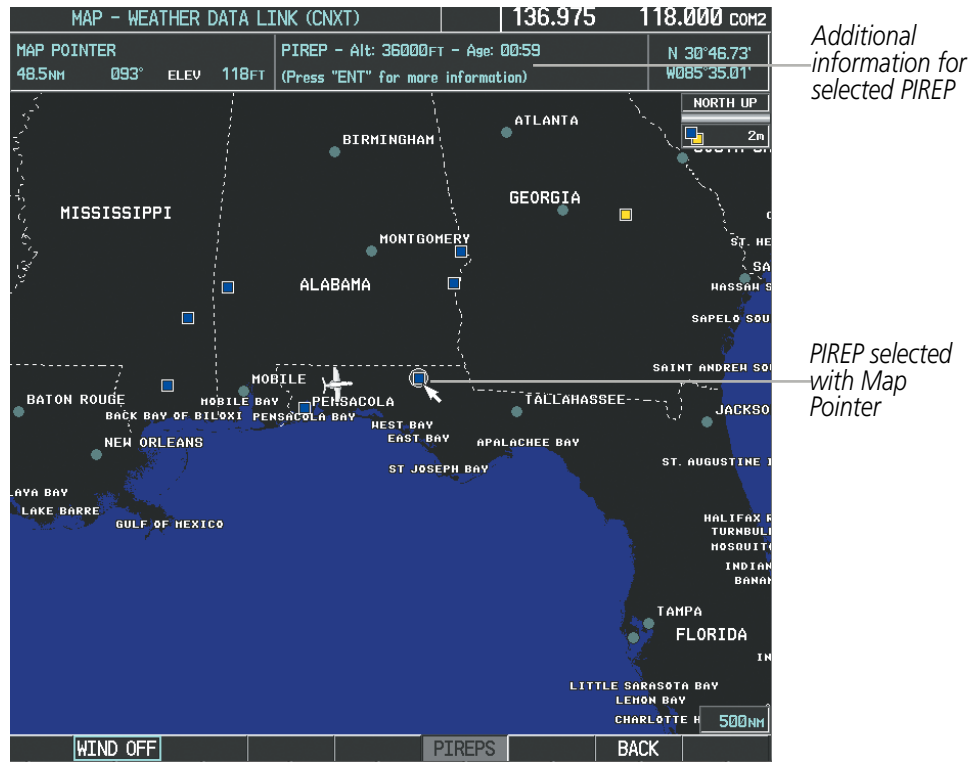 MAP - WEATHER DATA LINK (CNXT)
136.975
118.000 COM2
MAP POINTER
48.5NM 093° ELEV 118FT
PIREP - Alt: 36000FT - Age: 00:59
(Press "ENT" for more information)
N 30°46.73'
W085°35.01'
Additional
information for
selected PIREP
NORTH UP
2m
ATLANTA
BIRMINGHAM
GEORGIA
MISSISSIPPI
MONTGOMERY
ST. HE
SA
ALABAMA
WASSAW S
SAPELO SOU
PIREP selected
with Map
Pointer
SAINT ANDREW SO
MOBILE
BATON ROUGE
MOBILE BAY
PENSACOLA
TALLAHASSEE
BACK BAY OF BILOXI
PENSACOLA BAY
JACKSO
WEST BAY
EAST BAY
APALACHEE BAY
NEW ORLEANS
ST JOSEPH BAY
ST. AUGUSTINE
LAYA BAY
LAKE BARRE
GULF OF MEXICO
HALIFAX R
TURNBULL
MOSQUIT
INDIAN
BANAN
TAMPA
FLORIDA
IN
LITTLE SARASOTA BAY
LEMON BAY
CHARLOTTE H
500NM
WIND OFF
PIREPS
BACK